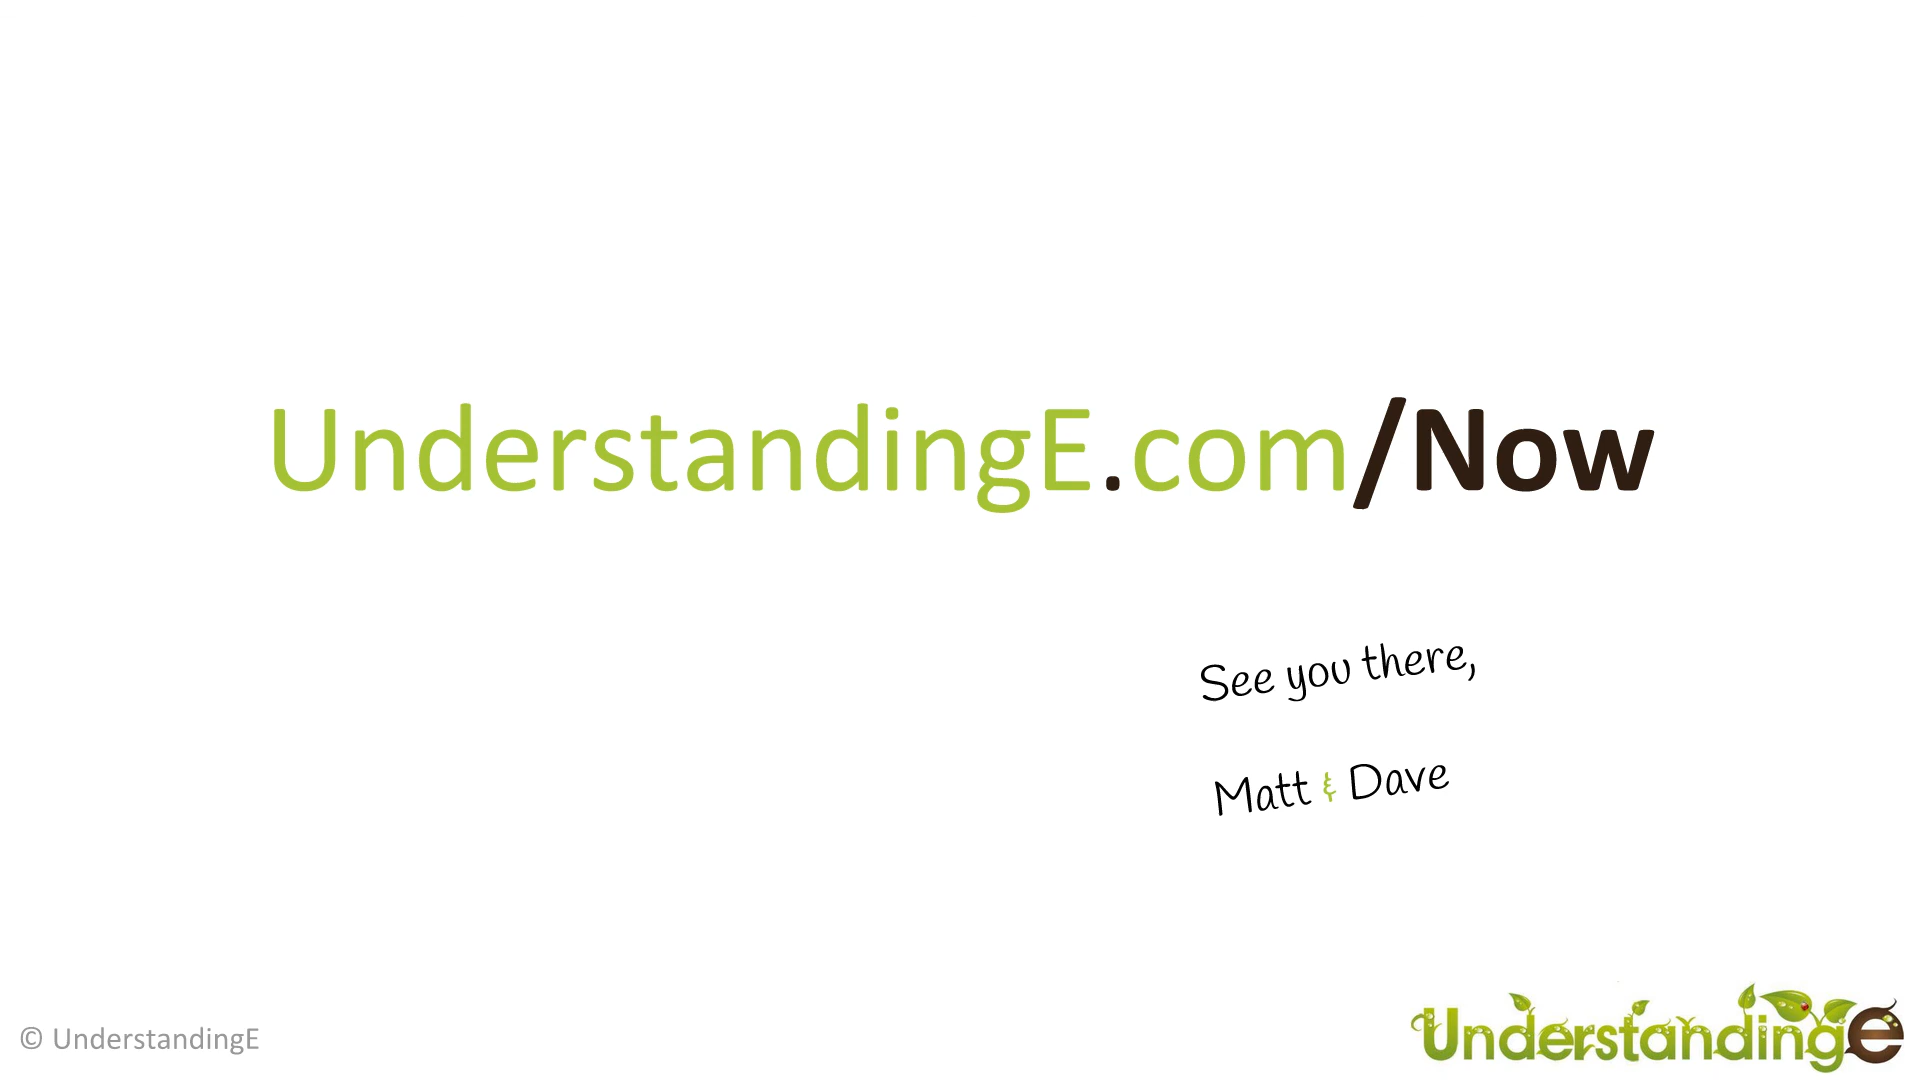 UnderstandingE.com/Now
See you there,
Matt & Dave
© UnderstandingE
UnderstandingE